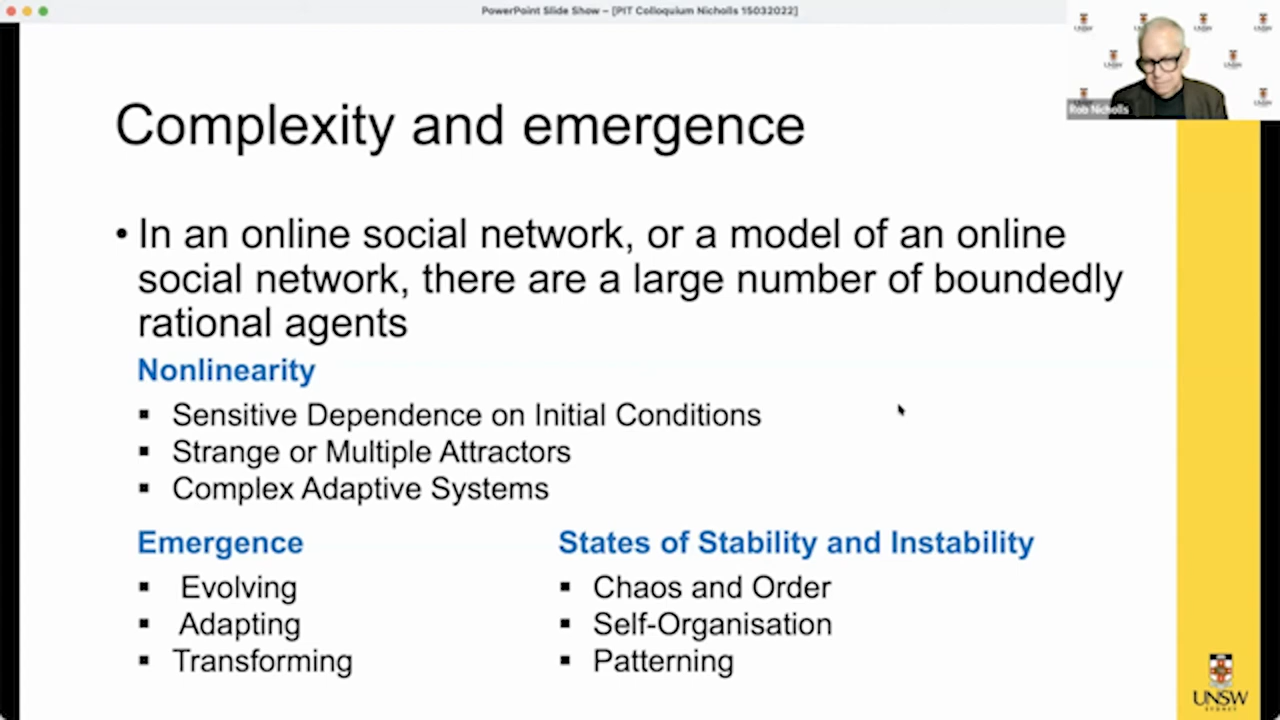 PowerPoint Slide Show – [PIT Colloquium Nicholls 15032022]
Rob Nicholls
Complexity and emergence
• In an online social network, or a model of an online
social network, there are a large number of boundedly
rational agents
Nonlinearity
▪ Sensitive Dependence on Initial Conditions
▪ Strange or Multiple Attractors
▪ Complex Adaptive Systems
Emergence
▪ Evolving
▪ Adapting
▪ Transforming
States of Stability and Instability
▪ Chaos and Order
▪ Self-Organisation
▪ Patterning
UNSW
SYDNEY